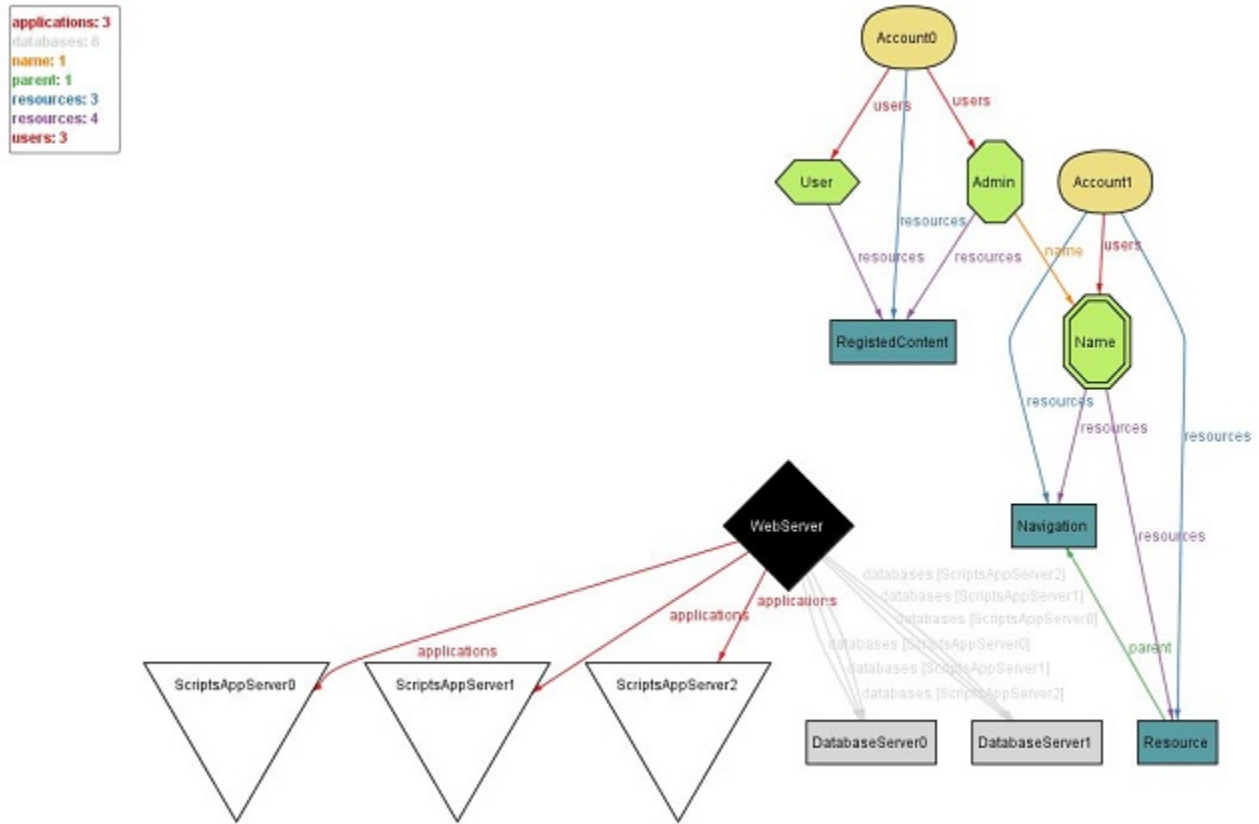 applications: 3
databases: 6
name: 1
parent: 1
resources: 3
resources: 4
users: 3
Account0
users
users
User
Admin
Account1
resources
resources
resources
name
users
RegistedContent
Name
resources
resources
resources
WebServer
Navigation
resources
databases [ScriptsAppServer2]
databases [ScriptsAppServer1]
databases [ScriptsAppServer0]
applications
applications
databases [ScriptsAppServer0]
parent
applications
databases [ScriptsAppServer1]
databases [ScriptsAppServer2]
ScriptsAppServer0
ScriptsAppServer1
ScriptsAppServer2
DatabaseServer0
DatabaseServer1
Resource